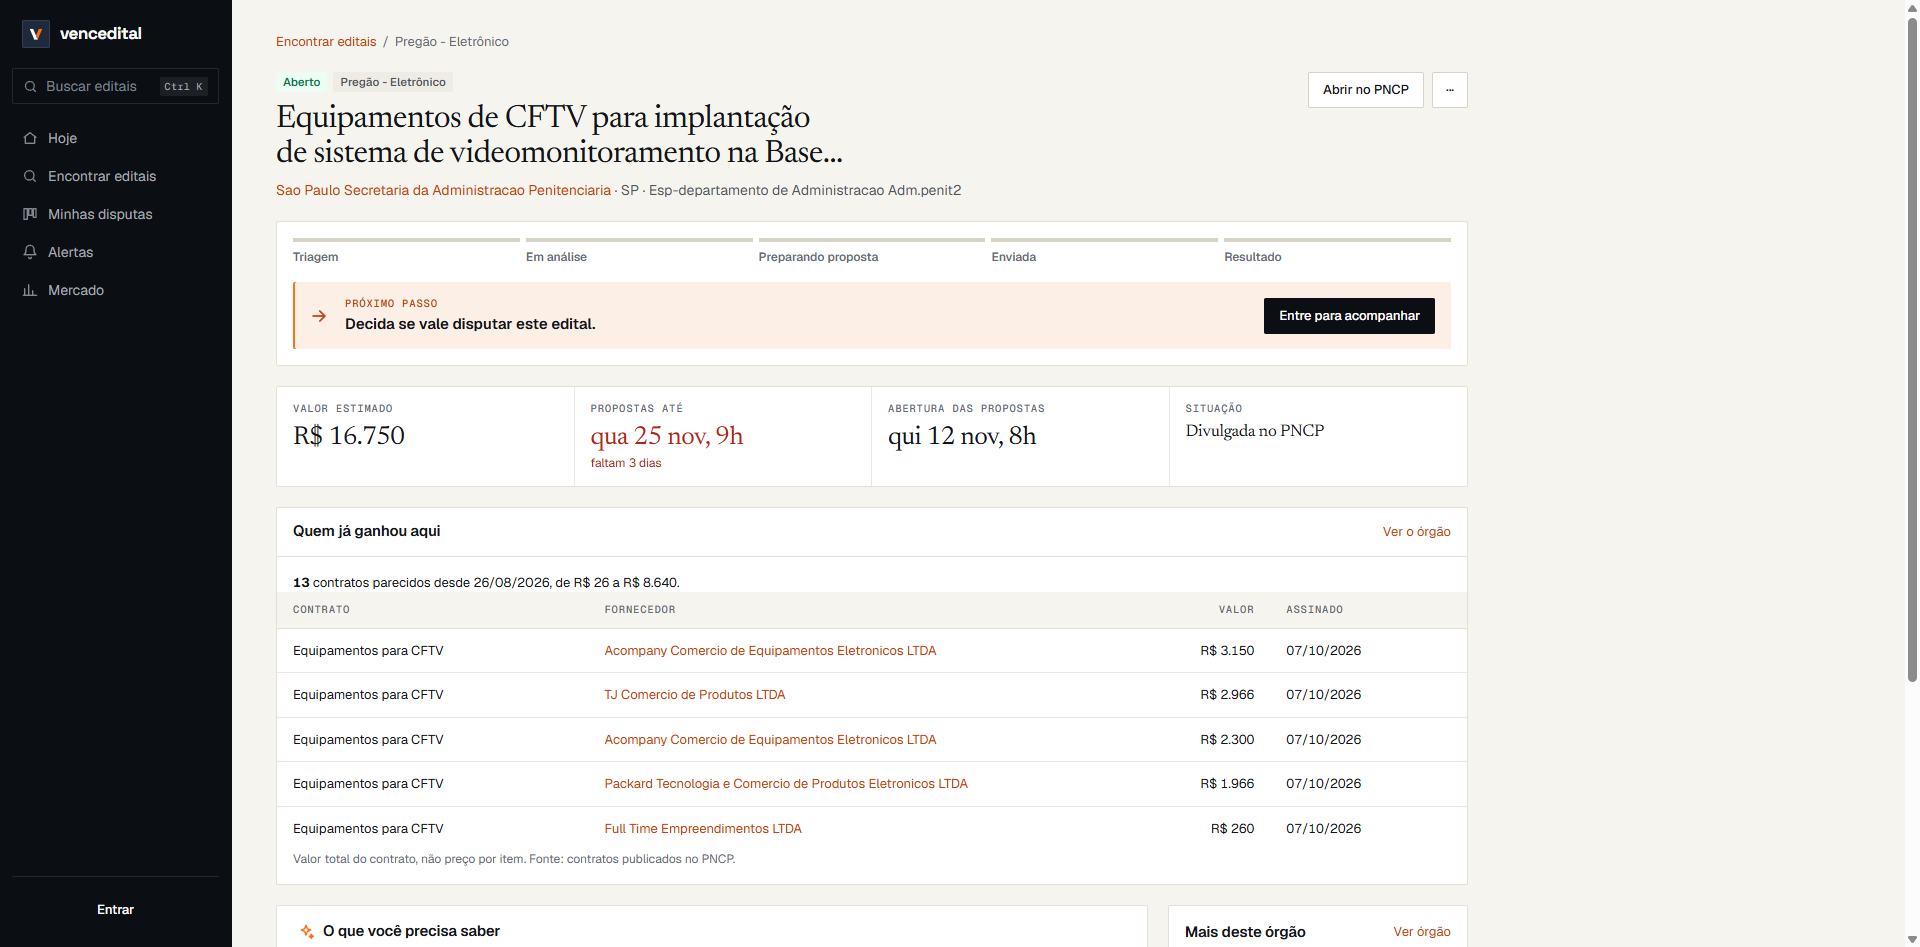 vencedital
Buscar editais Ctrl K
Hoje
Encontrar editais
Minhas disputas
Alertas
Mercado
Entrar
Encontrar editais / Pregão - Eletrônico
Aberto Pregão - Eletrônico
Abrir no PNCP ...
Equipamentos de CFTV para implantação
de sistema de videomonitoramento na Base...
Sao Paulo Secretaria da Administracao Penitenciaria · SP · Esp-departamento de Administracao Adm.penit2
Triagem Em análise Preparando proposta Enviada Resultado
PRÓXIMO PASSO
Decida se vale disputar este edital.
Entre para acompanhar
VALOR ESTIMADO
R$ 16.750
PROPOSTAS ATÉ
qua 25 nov, 9h
faltam 3 dias
ABERTURA DAS PROPOSTAS
qui 12 nov, 8h
SITUAÇÃO
Divulgada no PNCP
Quem já ganhou aqui Ver o órgão
13 contratos parecidos desde 26/08/2026, de R$ 26 a R$ 8.640.
CONTRATO FORNECEDOR VALOR ASSINADO
Equipamentos para CFTV Acompany Comercio de Equipamentos Eletronicos LTDA R$ 3.150 07/10/2026
Equipamentos para CFTV TJ Comercio de Produtos LTDA R$ 2.966 07/10/2026
Equipamentos para CFTV Acompany Comercio de Equipamentos Eletronicos LTDA R$ 2.300 07/10/2026
Equipamentos para CFTV Packard Tecnologia e Comercio de Produtos Eletronicos LTDA R$ 1.966 07/10/2026
Equipamentos para CFTV Full Time Empreendimentos LTDA R$ 260 07/10/2026
Valor total do contrato, não preço por item. Fonte: contratos publicados no PNCP.
O que você precisa saber
Mais deste órgão Ver órgão